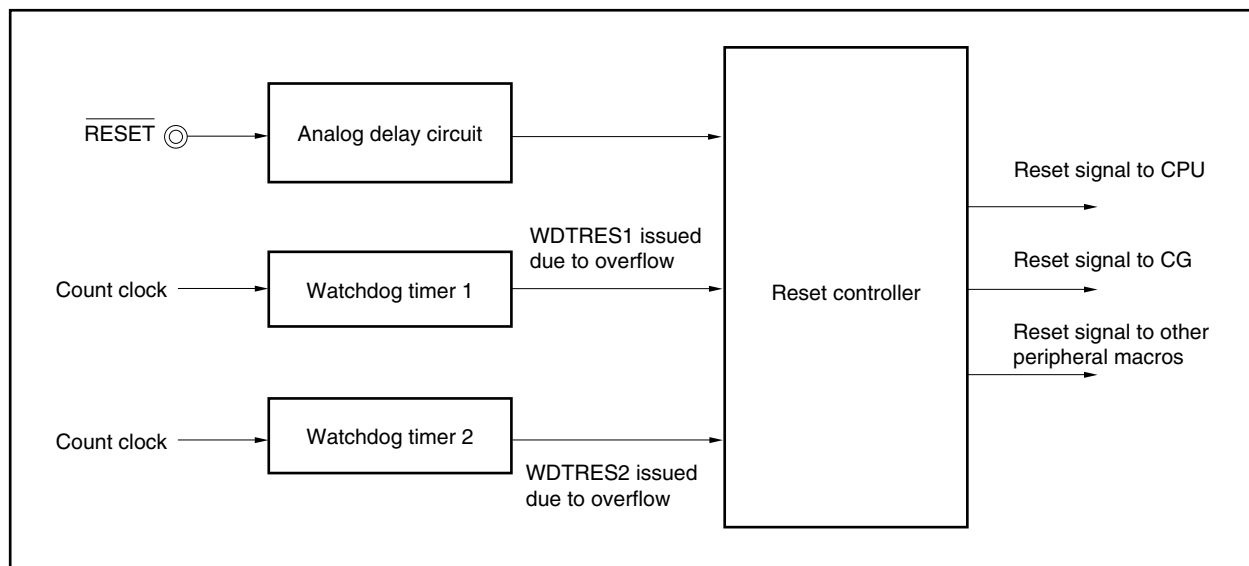 RESET
Analog delay circuit
Reset signal to CPU
WDTRES1 issued
due to overflow
Count clock
Watchdog timer 1
Reset controller
Reset signal to CG
Reset signal to other
peripheral macros
Count clock
Watchdog timer 2
WDTRES2 issued
due to overflow